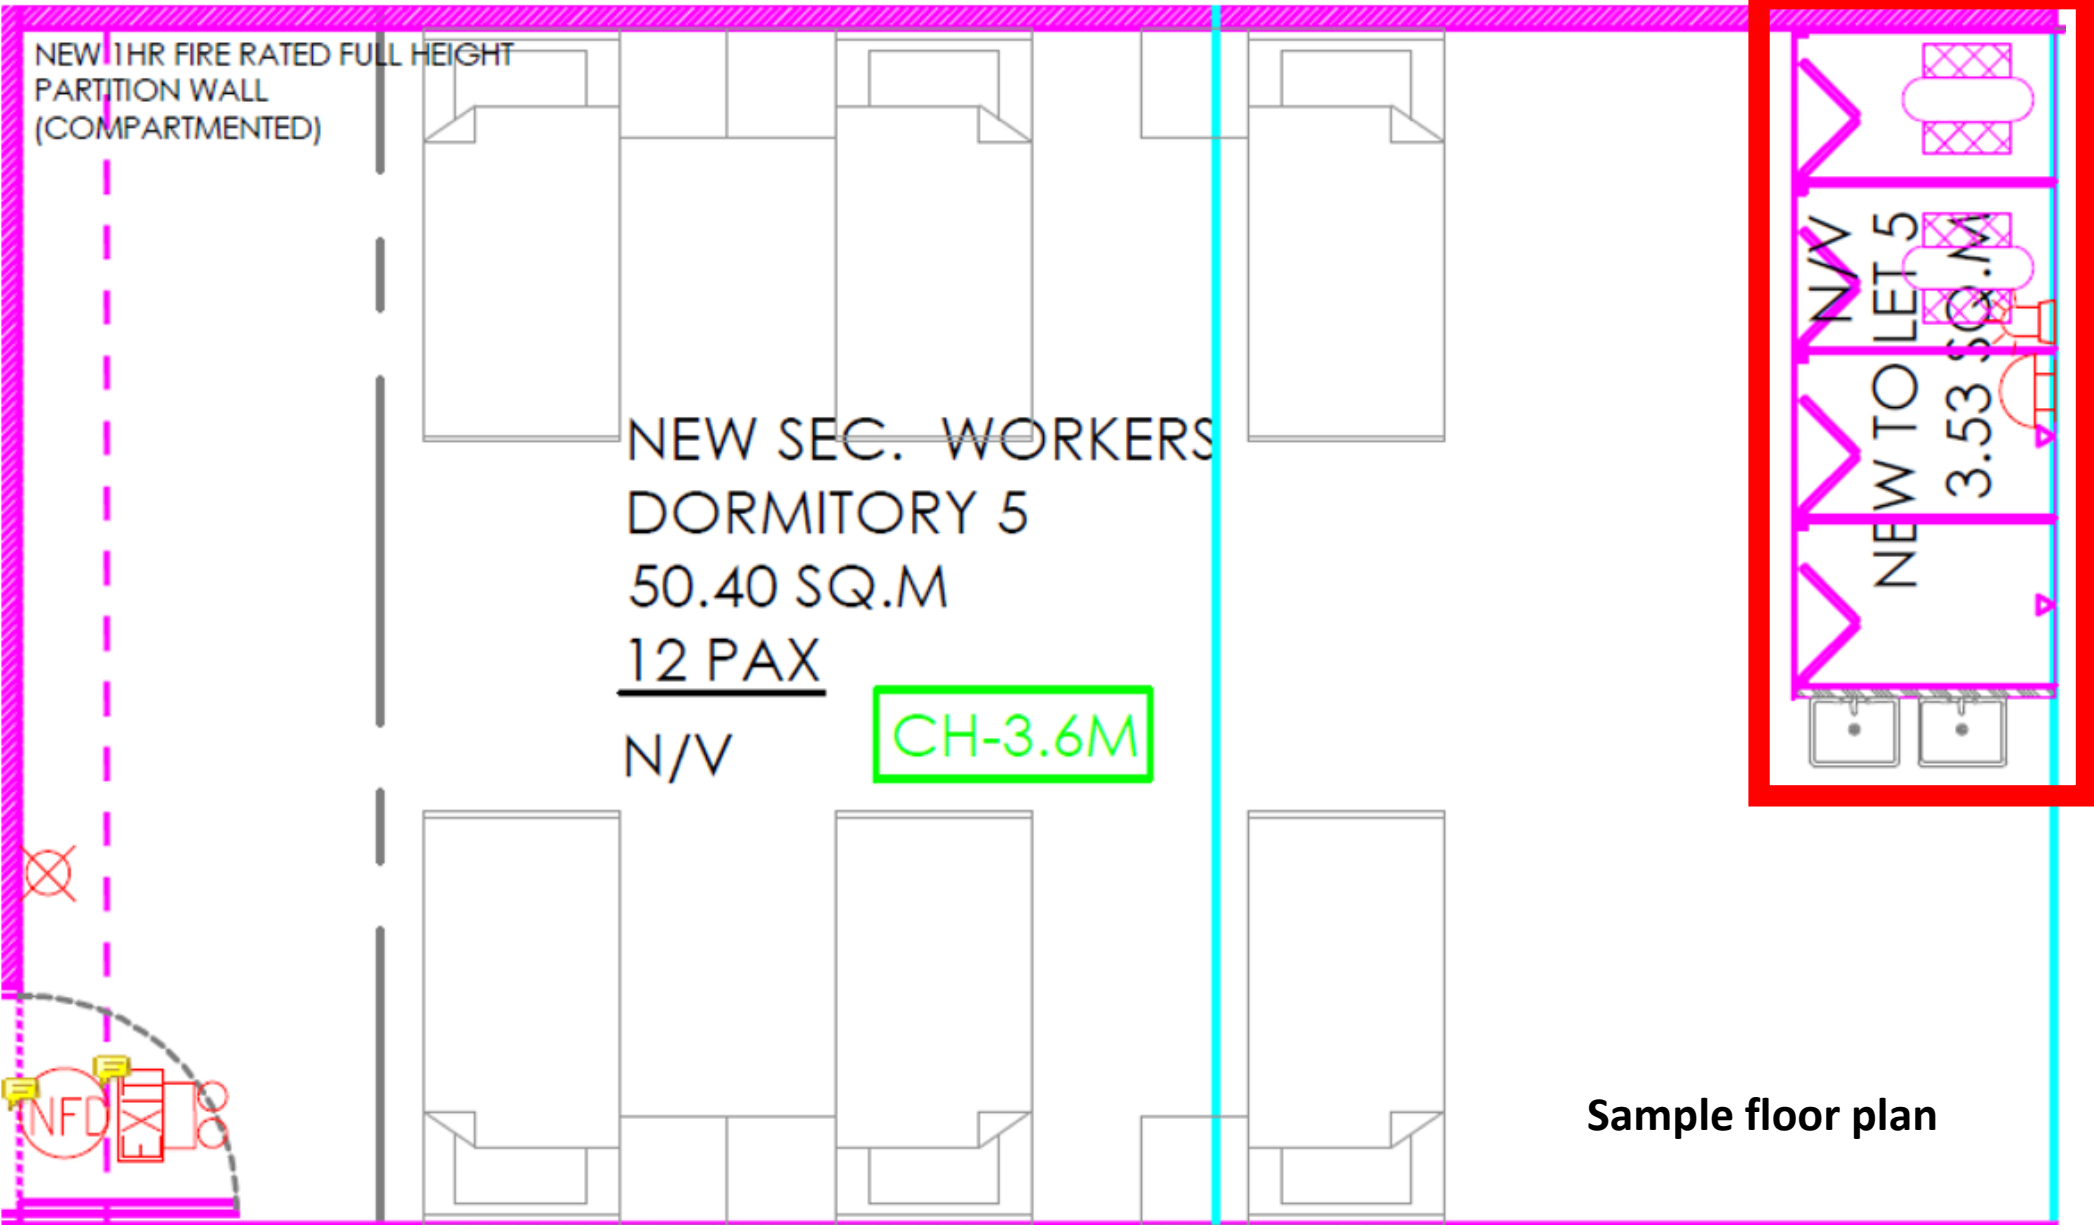 NEW 1HR FIRE RATED FULL HEIGHT
PARTITION WALL
(COMPARTMENTED)
NEW SEC. WORKERS
DORMITORY 5
50.40 SQ.M
12 PAX
N/V
CH-3.6M
N/V
NEW TOLET 5
3.53 SQ.M
NFD
EXIT
Sample floor plan